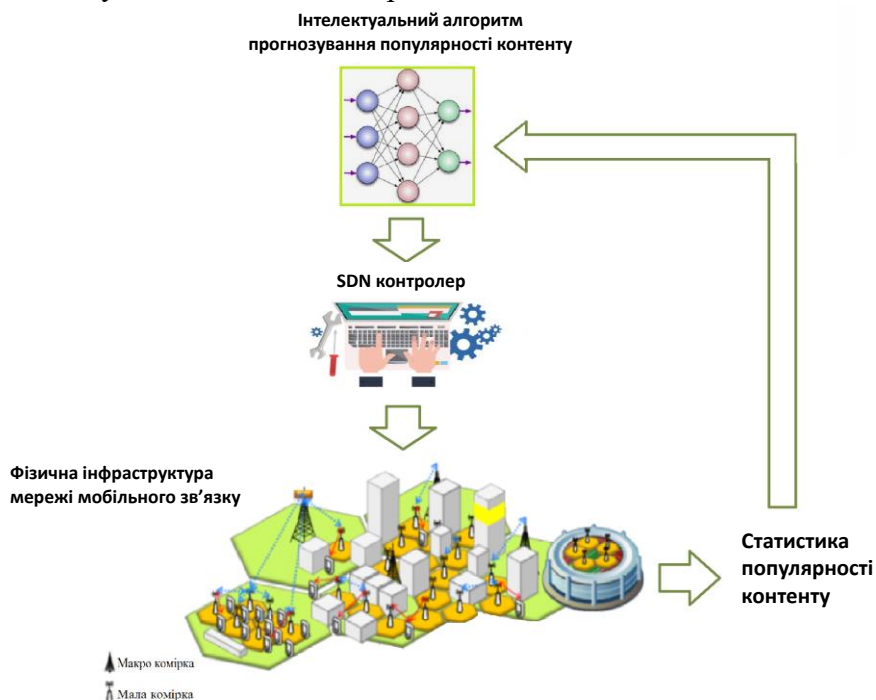 Інтелектуальний алгоритм
прогнозування популярності контенту
SDN контролер
Фізична інфраструктура
мережі мобільного зв’язку
Статистика
популярності
контенту
Макро комірка
Мала комірка